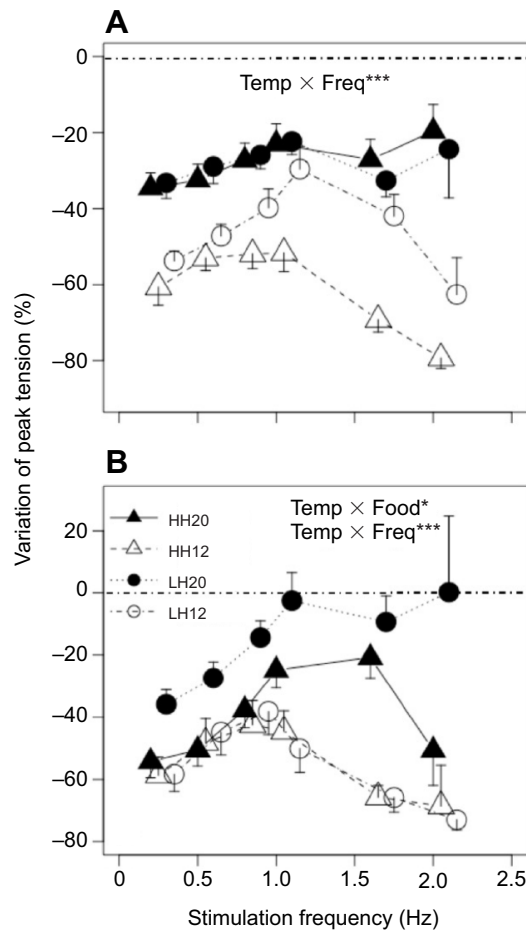 A
0
Temp × Freq***
–20
–40
–60
–80
Variation of peak tension (%)
B
HH20
HH12
LH20
LH12
Temp × Food*
Temp × Freq***
20
0
–20
–40
–60
–80
0 0.5 1.0 1.5 2.0 2.5
Stimulation frequency (Hz)